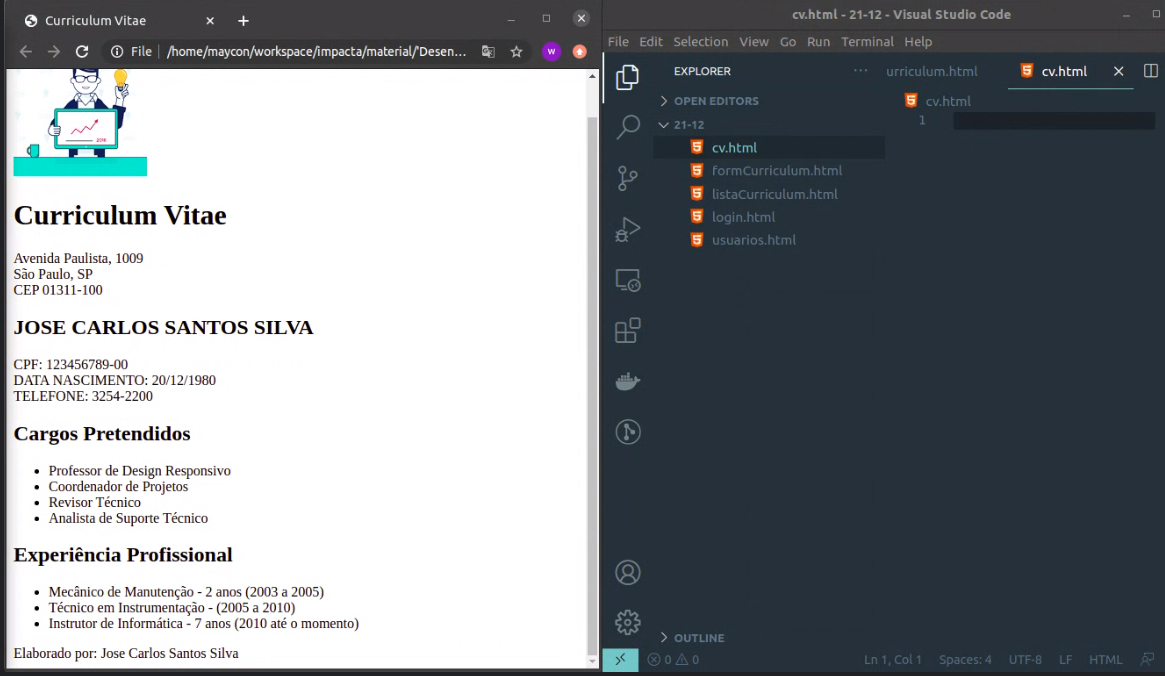 Curriculum Vitae
File
/home/maycon/workspace/impacta/material/'Desen...
w
2016
Curriculum Vitae
Avenida Paulista, 1009
São Paulo, SP
CEP 01311-100
JOSE CARLOS SANTOS SILVA
CPF: 123456789-00
DATA NASCIMENTO: 20/12/1980
TELEFONE: 3254-2200
Cargos Pretendidos
Professor de Design Responsivo
Coordenador de Projetos
Revisor Técnico
Analista de Suporte Técnico
Experiência Profissional
Mecânico de Manutenção - 2 anos (2003 a 2005)
Técnico em Instrumentação - (2005 a 2010)
Instrutor de Informática - 7 anos (2010 até o momento)
Elaborado por: Jose Carlos Santos Silva
cv.html - 21-12 - Visual Studio Code
File Edit Selection View Go Run Terminal Help
EXPLORER
urriculum.html
cv.html
OPEN EDITORS
cv.html
21-12
1
cv.html
formCurriculum.html
listaCurriculum.html
login.html
usuarios.html
OUTLINE
0 0
Ln 1, Col 1 Spaces: 4 UTF-8 LF HTML